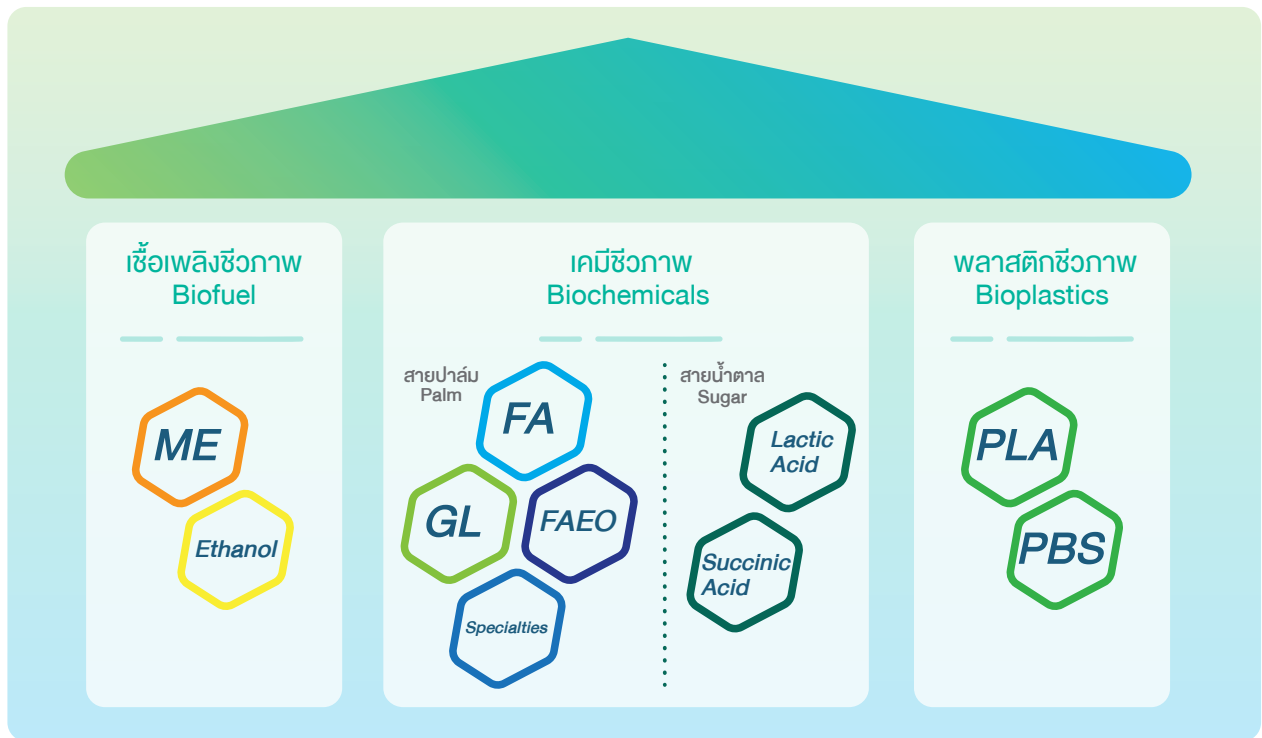 เชื้อเพลิงชีวภาพ
Biofuel
ME
Ethanol
เคมีชีวภาพ
Biochemicals
สายปาล์ม
Palm
FA
GL
FAEO
Specialties
สายน้ำตาล
Sugar
Lactic
Acid
Succinic
Acid
พลาสติกชีวภาพ
Bioplastics
PLA
PBS